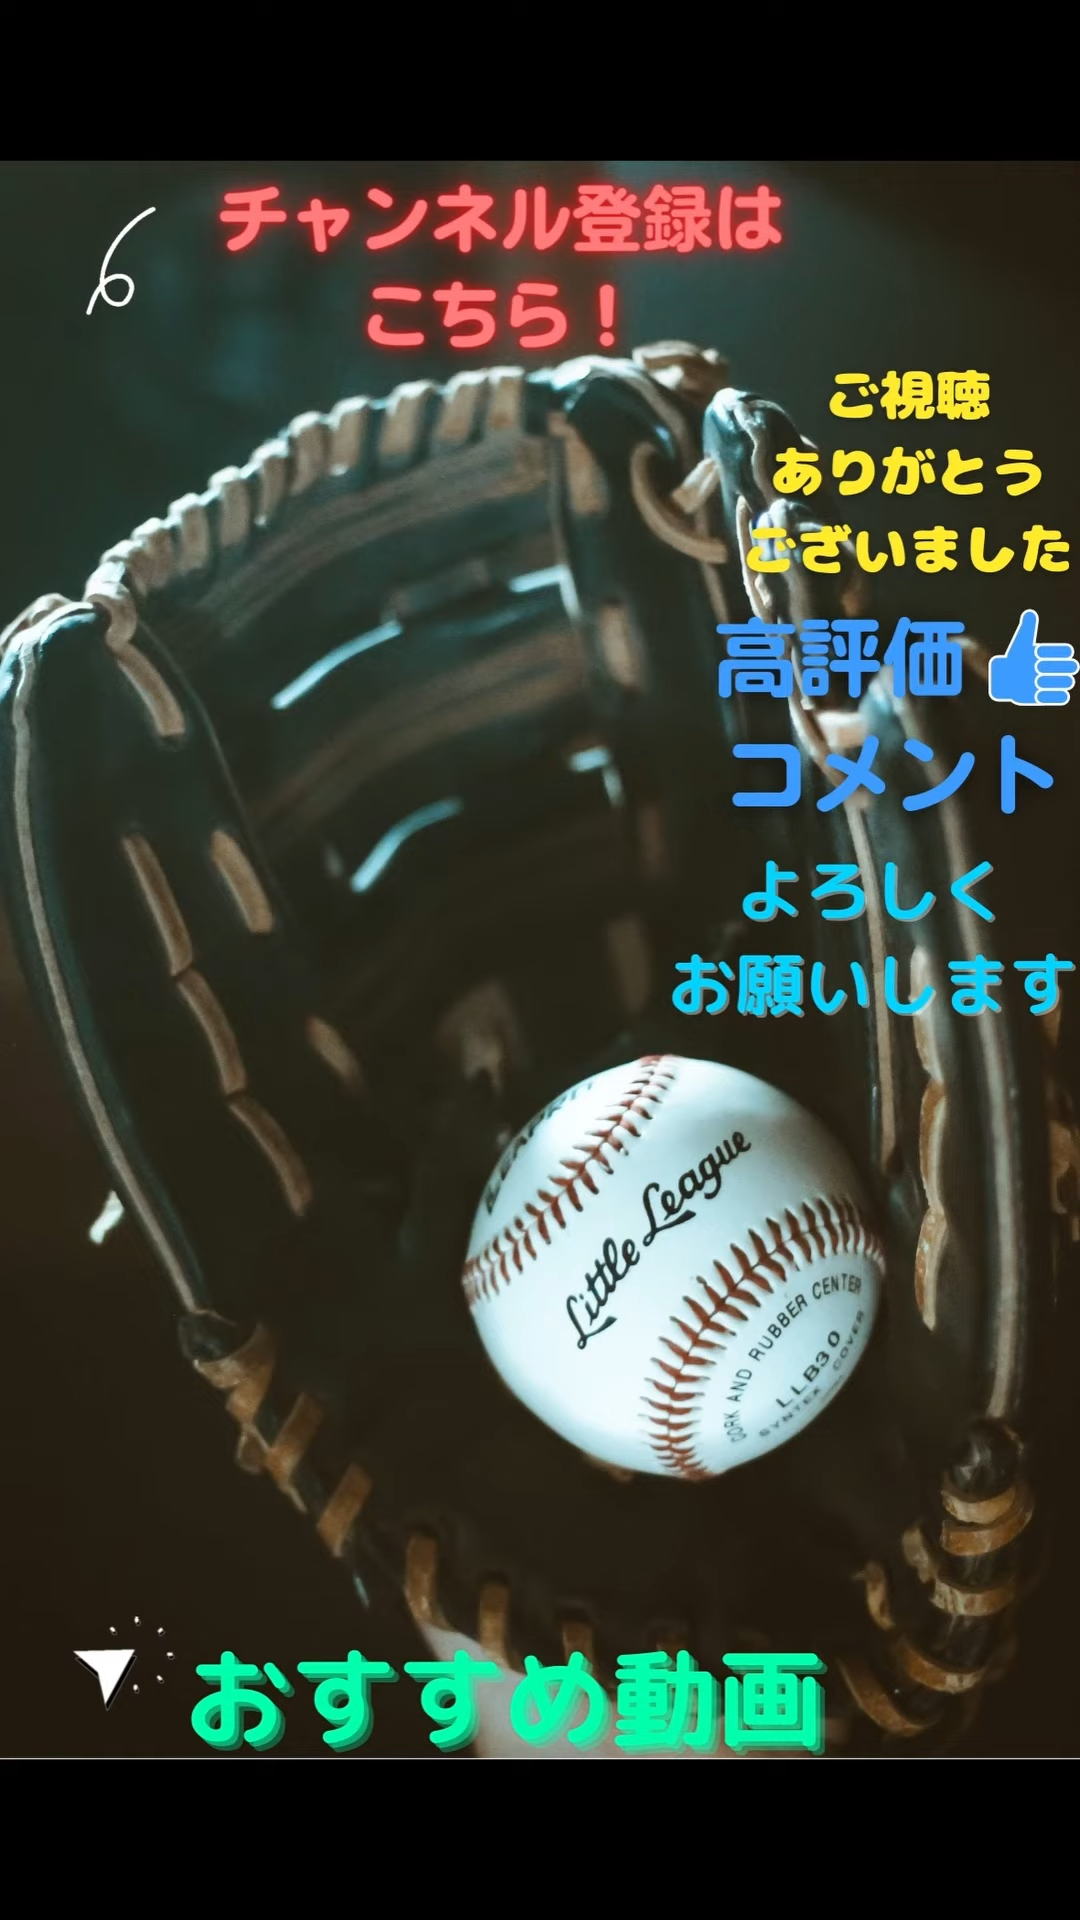 チャンネル登録は
こちら！
ご視聴
ありがとう
ございました
高評価
コメント
よろしく
お願いします
Little League
CORK AND RUBBER CENTER
LLB30
SYNTEX COVER
おすすめ動画